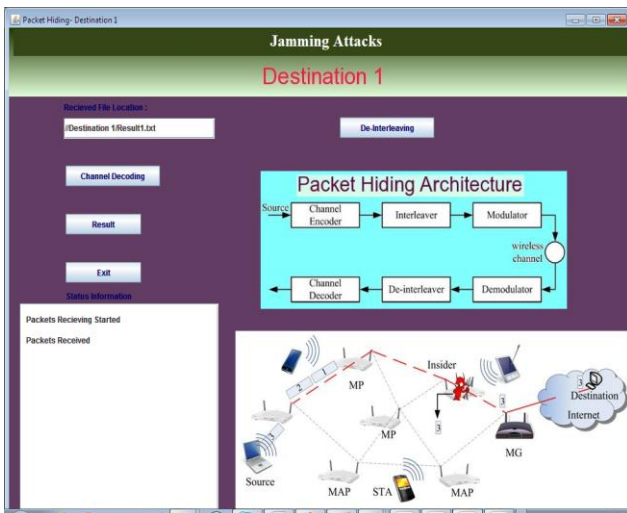 Packet Hiding- Destination 1
Jamming Attacks
Destination 1
Recieved File Location :
//Destination 1/Result1.txt
De-Interleaving
Channel Decoding
Result
Exit
Status Information
Packets Recieving Started
Packets Received
Packet Hiding Architecture
Source
Channel Encoder
Interleaver
Modulator
wireless channel
Channel Decoder
De-interleaver
Demodulator
2
1
MP
Insider
3
3
Destination
Internet
3
3
MP
MG
Source
MAP
STA
MAP